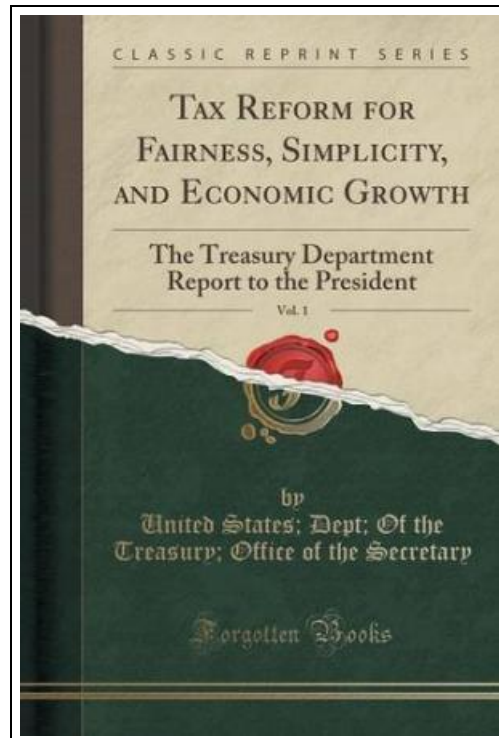 CLASSIC REPRINT SERIES
TAX REFORM FOR
FAIRNESS, SIMPLICITY,
AND ECONOMIC GROWTH
The Treasury Department
Report to the President
Vol. 1
F
by
United States; Dept; Of the
Treasury; Office of the Secretary
Forgotten Books